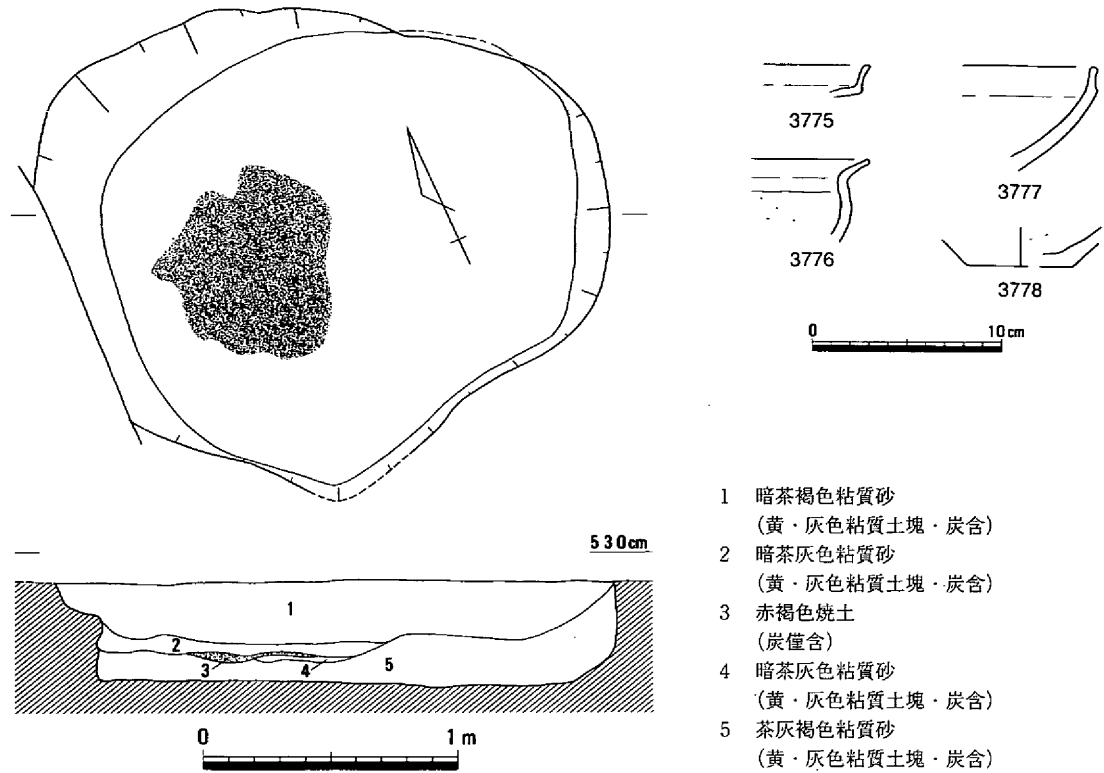 3775
3777
3776
3778
0 10cm
530cm
1
2
3
4
5
0 1m
1 暗茶褐色粘質砂
(黄・灰色粘質土塊・炭含)
2 暗茶灰色粘質砂
(黄・灰色粘質土塊・炭含)
3 赤褐色焼土
(炭僅含)
4 暗茶灰色粘質砂
(黄・灰色粘質土塊・炭含)
5 茶灰褐色粘質砂
(黄・灰色粘質土塊・炭含)